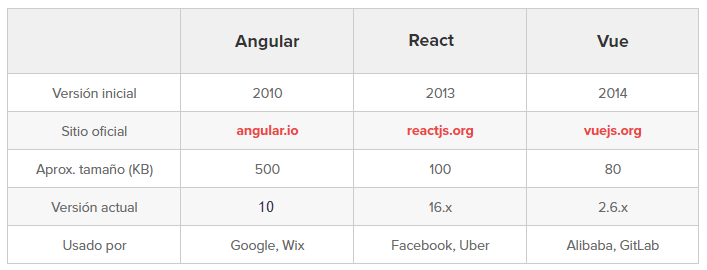 Angular React Vue
Versión inicial 2010 2013 2014
Sitio oficial angular.io reactjs.org vuejs.org
Aprox. tamaño (KB) 500 100 80
Versión actual 10 16.x 2.6.x
Usado por Google, Wix Facebook, Uber Alibaba, GitLab